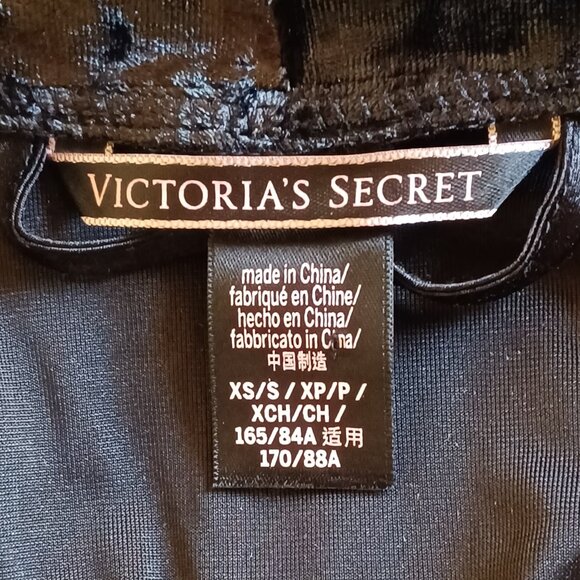 VICTORIA'S SECRET
made in China/
fabriqué en Chine/
hecho en China/
fabbricato in Cina/
中国制造
XS/S / XP/P /
XCH/CH /
165/84A 适用
170/88A